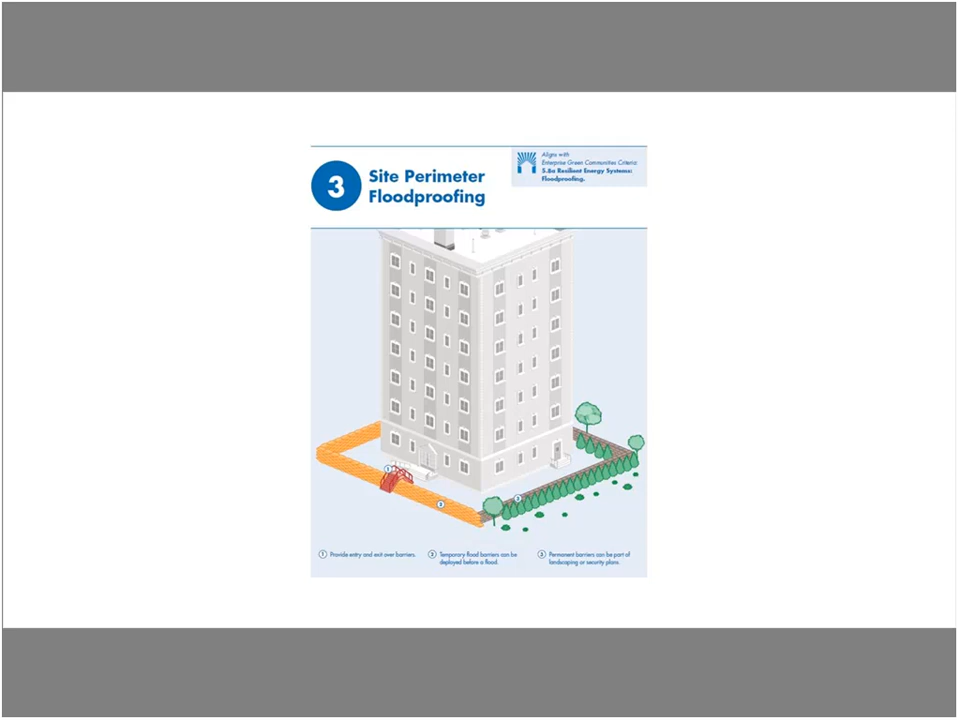 3
Site Perimeter
Floodproofing
Aligns with
Enterprise Green Communities Criteria:
5.8a Resilient Energy Systems:
Floodproofing.
1
2
3
1 Provide entry and exit over barriers.
2 Temporary flood barriers can be
deployed before a flood.
3 Permanent barriers can be part of
landscaping or security plans.